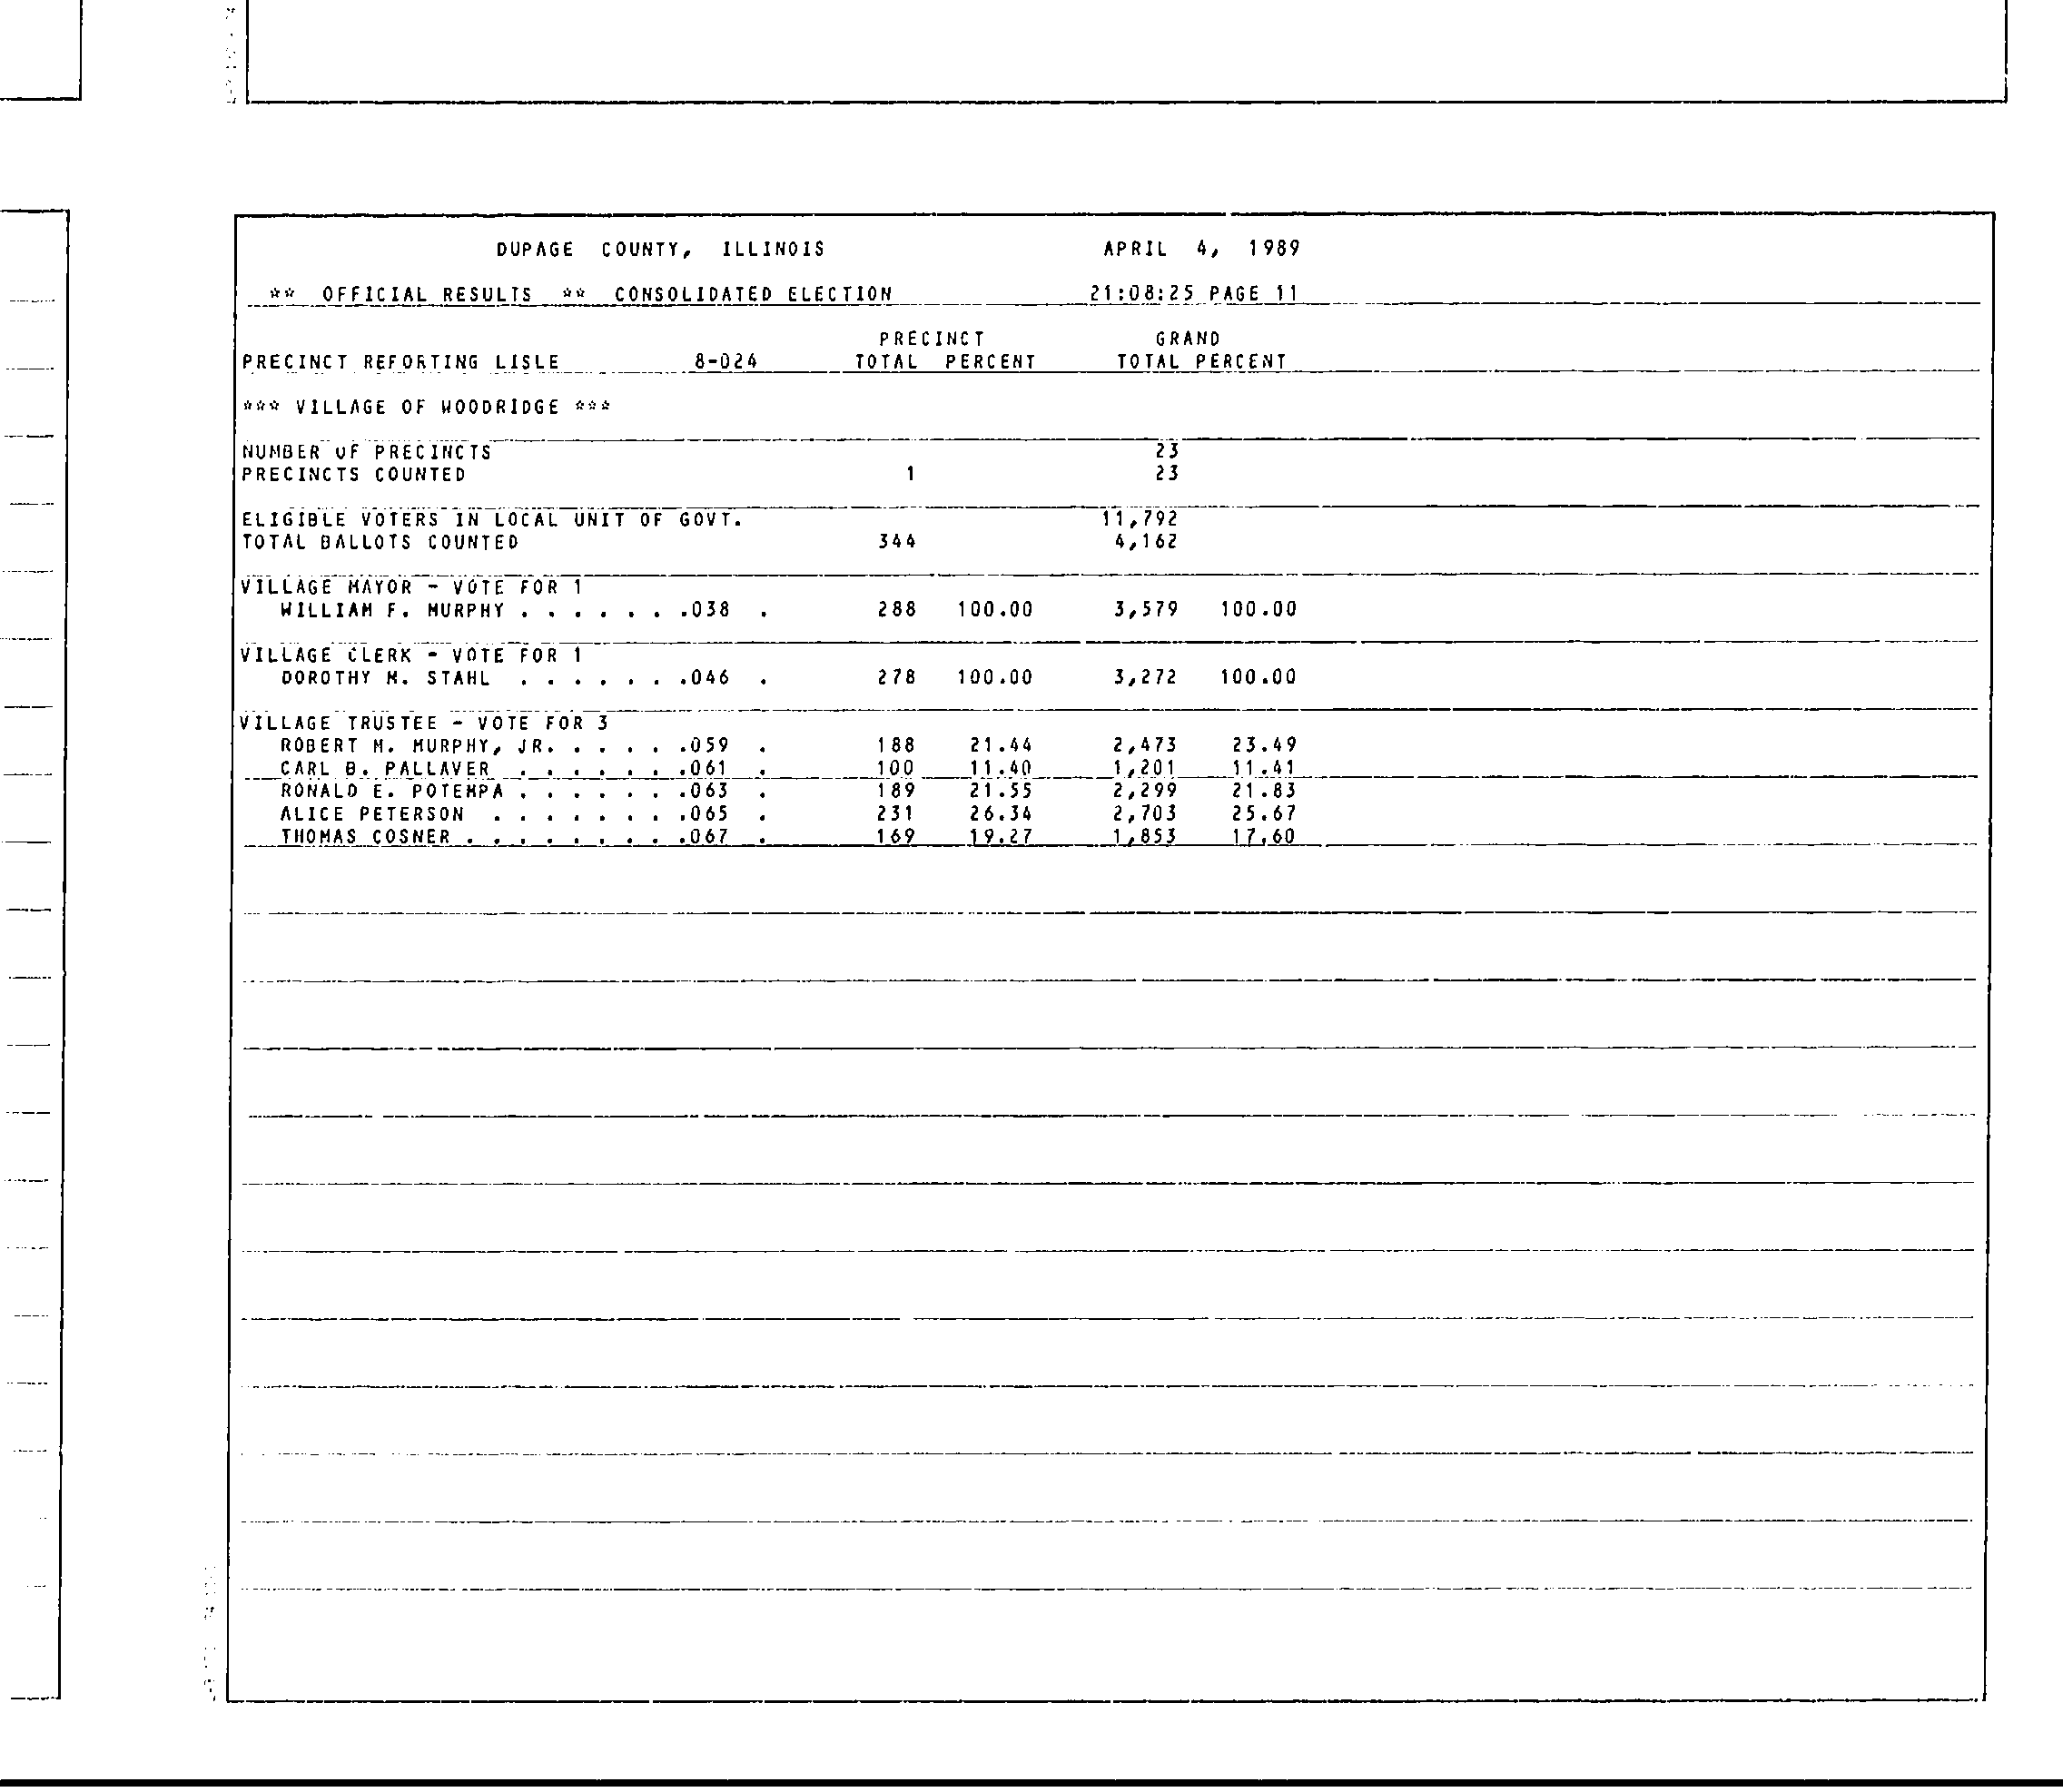 DUPAGE COUNTY, ILLINOIS APRIL 4, 1989
** OFFICIAL RESULTS ** CONSOLIDATED ELECTION 21:08:25 PAGE 11
PRECINCT GRAND
PRECINCT REPORTING LISLE 8-024 TOTAL PERCENT TOTAL PERCENT
*** VILLAGE OF WOODRIDGE ***
NUMBER OF PRECINCTS 23
PRECINCTS COUNTED 1 23
ELIGIBLE VOTERS IN LOCAL UNIT OF GOVT. 11,792
TOTAL BALLOTS COUNTED 344 4,162
VILLAGE MAYOR - VOTE FOR 1
WILLIAM F. MURPHY . . . . . . .038 . 288 100.00 3,579 100.00
VILLAGE CLERK - VOTE FOR 1
DOROTHY M. STAHL . . . . . . .046 . 278 100.00 3,272 100.00
VILLAGE TRUSTEE - VOTE FOR 3
ROBERT M. MURPHY, JR. . . . . .059 . 188 21.44 2,473 23.49
CARL B. PALLAVER . . . . . . .061 . 100 11.40 1,201 11.41
RONALD E. POTEMPA . . . . . . .063 . 189 21.55 2,299 21.83
ALICE PETERSON . . . . . . . .065 . 231 26.34 2,703 25.67
THOMAS COSNER . . . . . . . . .067 . 169 19.27 1,853 17.60